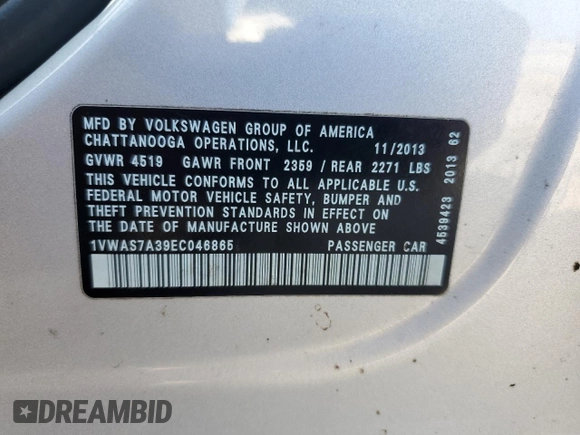 MFD BY VOLKSWAGEN GROUP OF AMERICA
CHATTANOOGA OPERATIONS, LLC. 11/2013
GVWR 4519 GAWR FRONT 2359 / REAR 2271 LBS
THIS VEHICLE CONFORMS TO ALL APPLICABLE U.S.
FEDERAL MOTOR VEHICLE SAFETY, BUMPER AND
THEFT PREVENTION STANDARDS IN EFFECT ON
THE DATE OF MANUFACTURE SHOWN ABOVE
1VWAS7A39EC046865 PASSENGER CAR
4539423 2013 62
DREAMBID